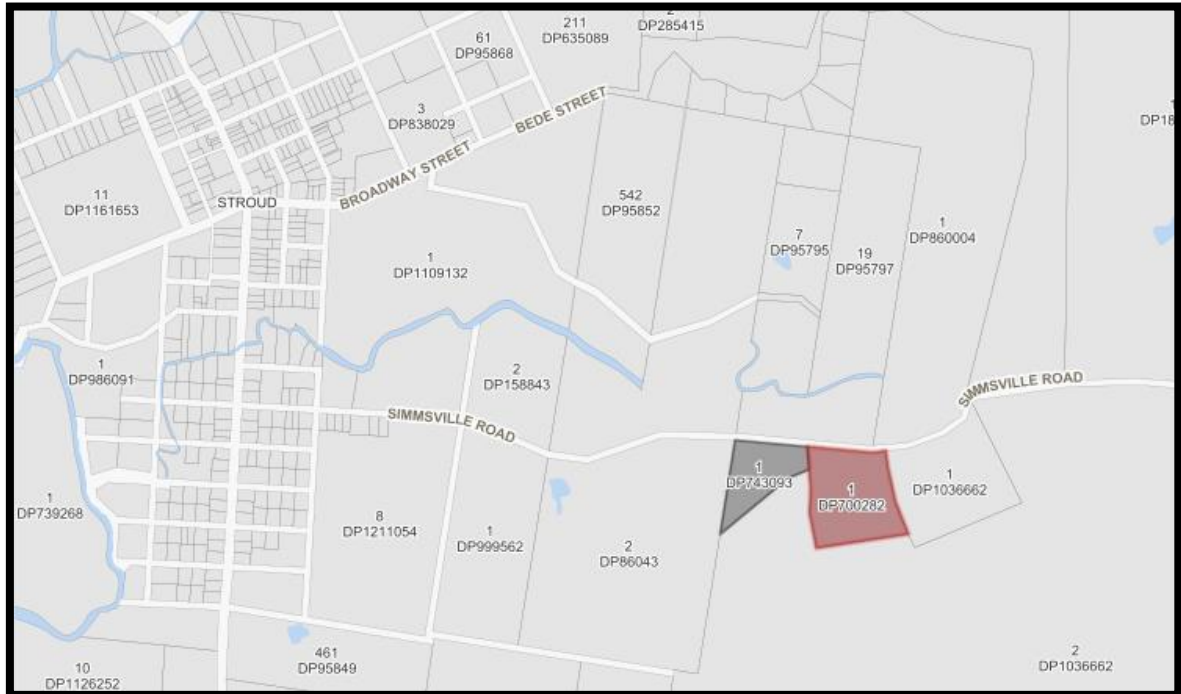 211
DP635089
2
DP285415
61
DP95868
3
DP838029
BEDE STREET
BROADWAY STREET
11
DP1161653
STROUD
542
DP95852
7
DP95795
19
DP95797
1
DP860004
1
DP1109132
DP18
1
DP986091
2
DP158843
SIMMSVILLE ROAD
SIMMSVILLE ROAD
1
DP743093
1
DP700282
1
DP1036662
1
DP739268
8
DP1211054
1
DP999562
2
DP86043
10
DP1126252
461
DP95849
2
DP1036662